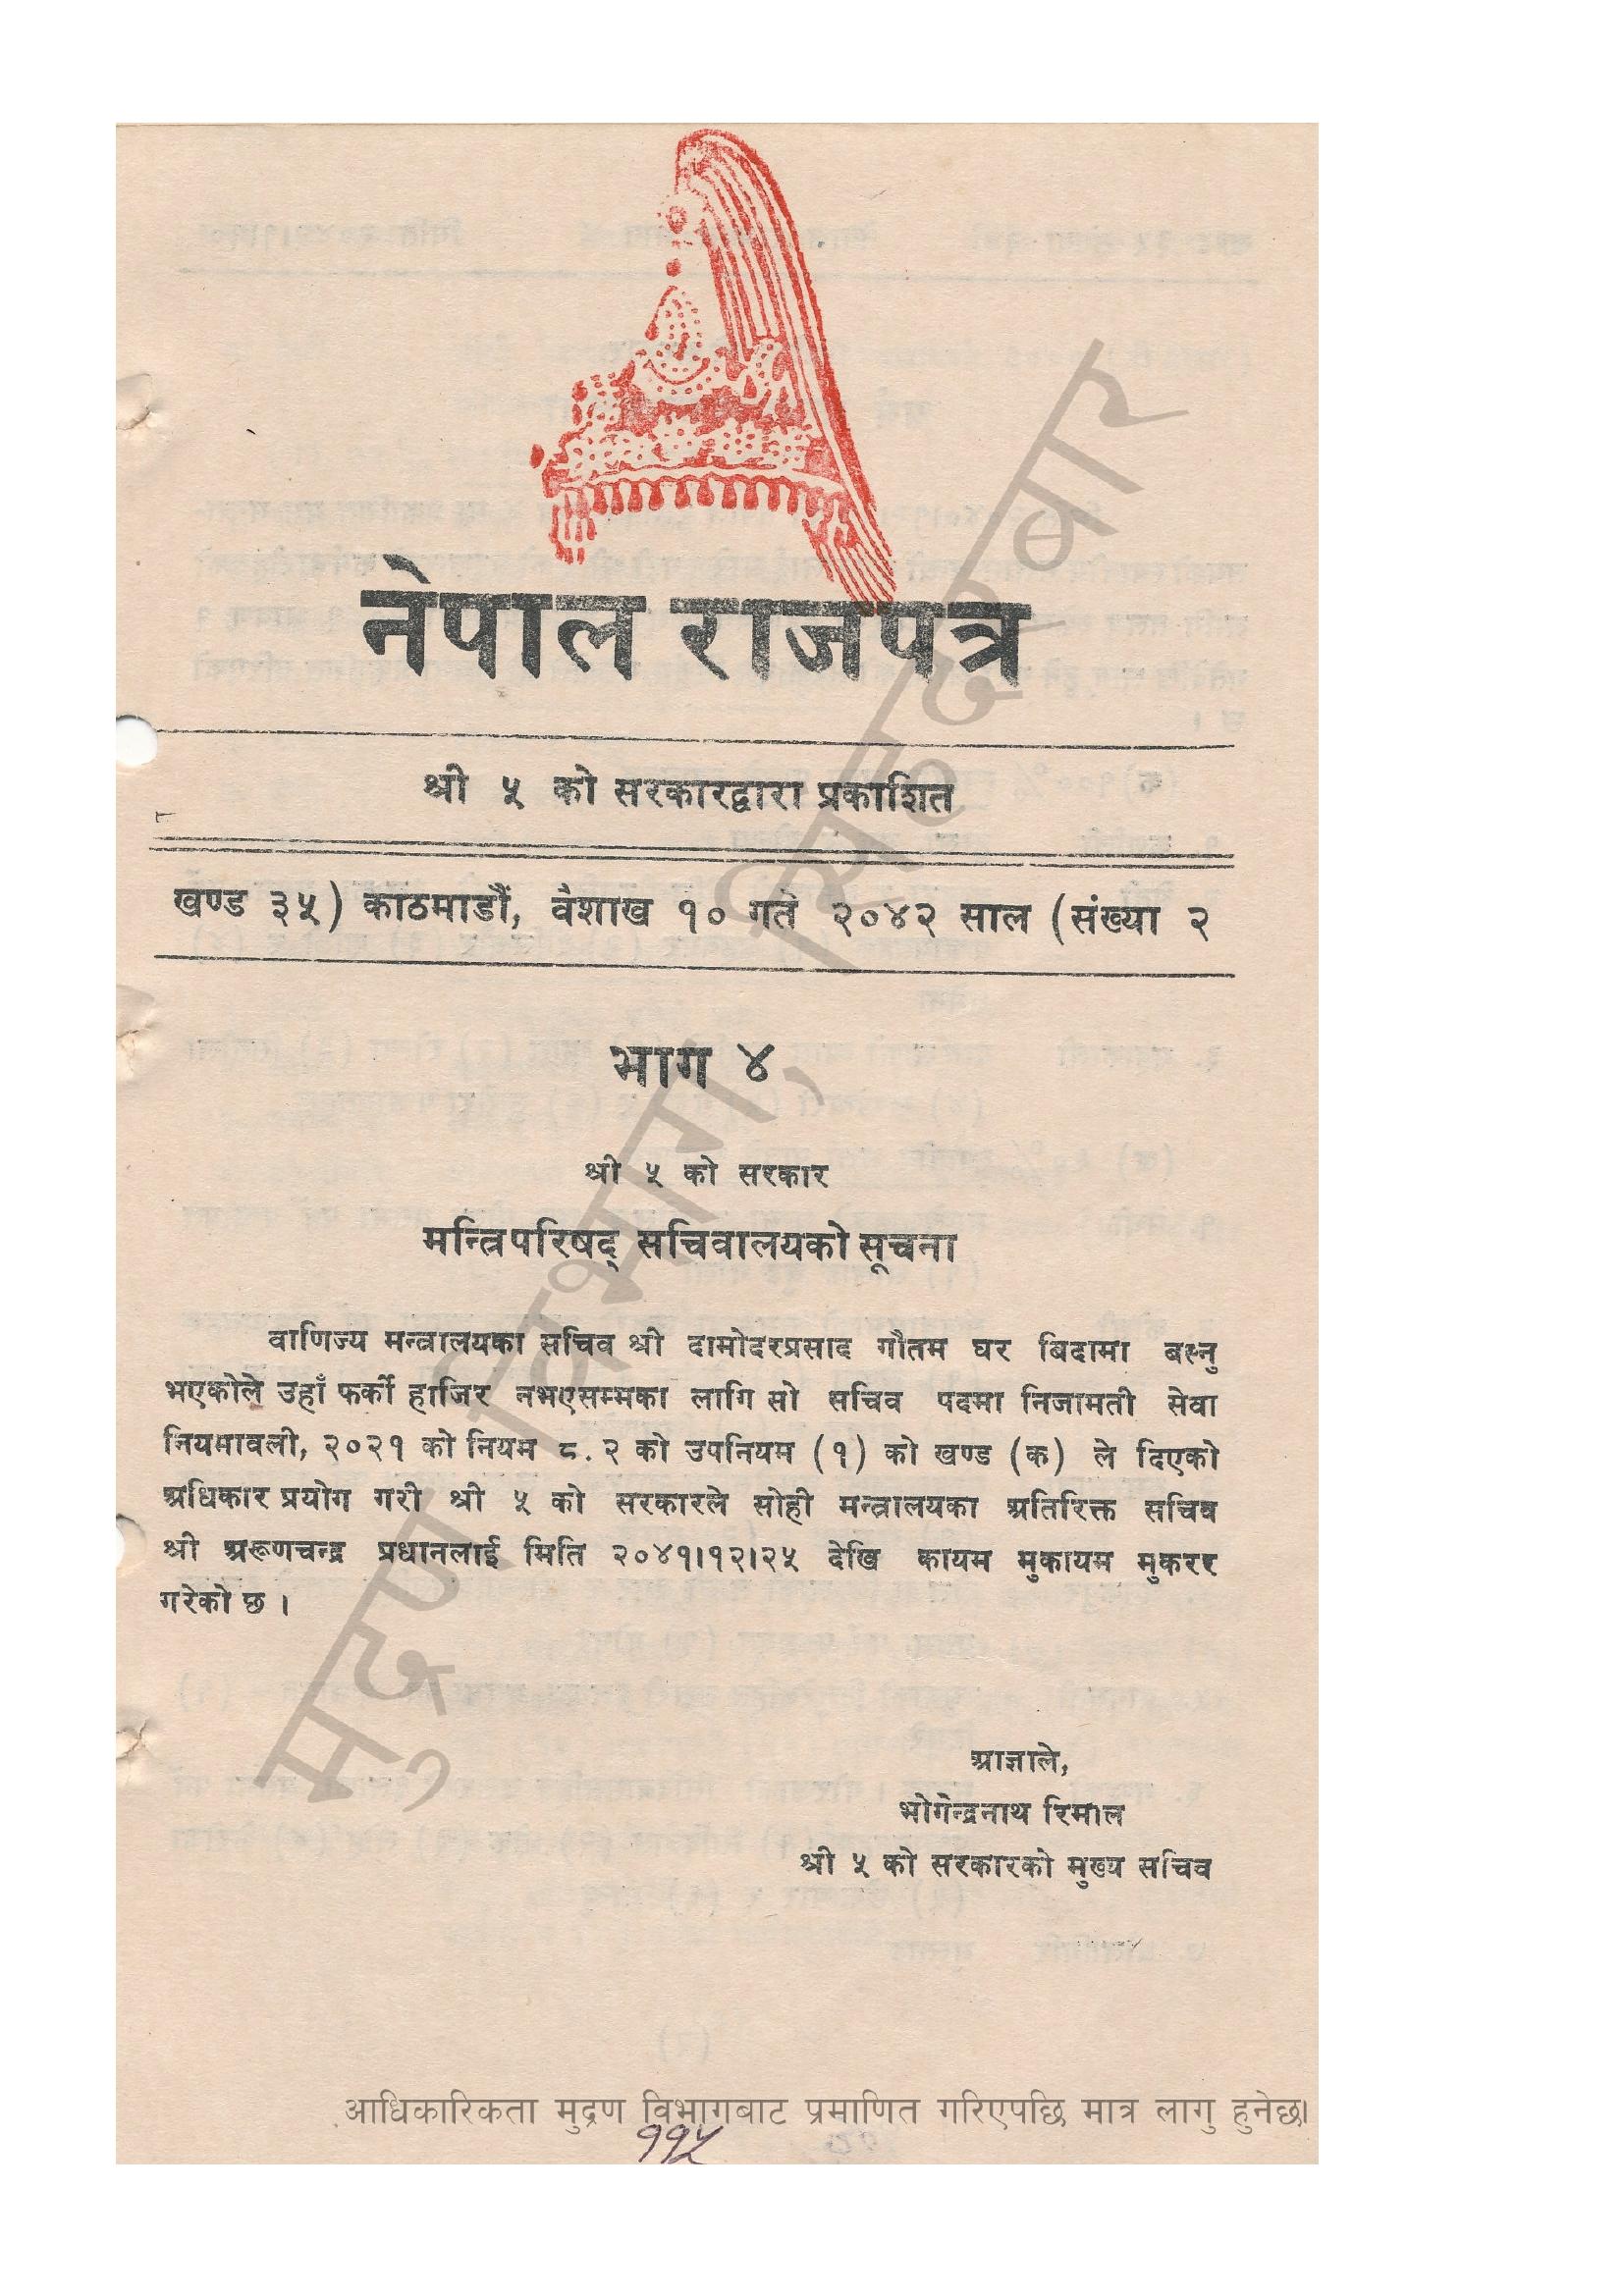 नेपाल राजपत्र
श्री ५ को सरकारद्वारा प्रकाशित
खण्ड ३५) काठमाडौं, वैशाख १० गते २०४२ साल (संख्या २
भाग ४
श्री ५ को सरकार
मन्त्रिपरिषद् सचिवालयको सूचना
वाणिज्य मन्त्रालयका सचिव श्री दामोदरप्रसाद गौतम घर बिदामा बस्नु
भएकोले उहाँ फर्की हाजिर नभएसम्मका लागि सो सचिव पदमा निजामती सेवा
नियमावली, २०२१ को नियम ८.२ को उपनियम (१) को खण्ड (क) ले दिएको
अधिकार प्रयोग गरी श्री ५ को सरकारले सोही मन्त्रालयका अतिरिक्त सचिव
श्री अरूणचन्द्र प्रधानलाई मिति २०४१।१२।२५ देखि कायम मुकायम मुकरर
गरेको छ ।
आज्ञाले,
भोगेन्द्रनाथ रिमाल
श्री ५ को सरकारको मुख्य सचिव
मुद्रण विभाग, सिंहदरबार
आधिकारिकता मुद्रण विभागबाट प्रमाणित गरिएपछि मात्र लागु हुनेछ।
११५